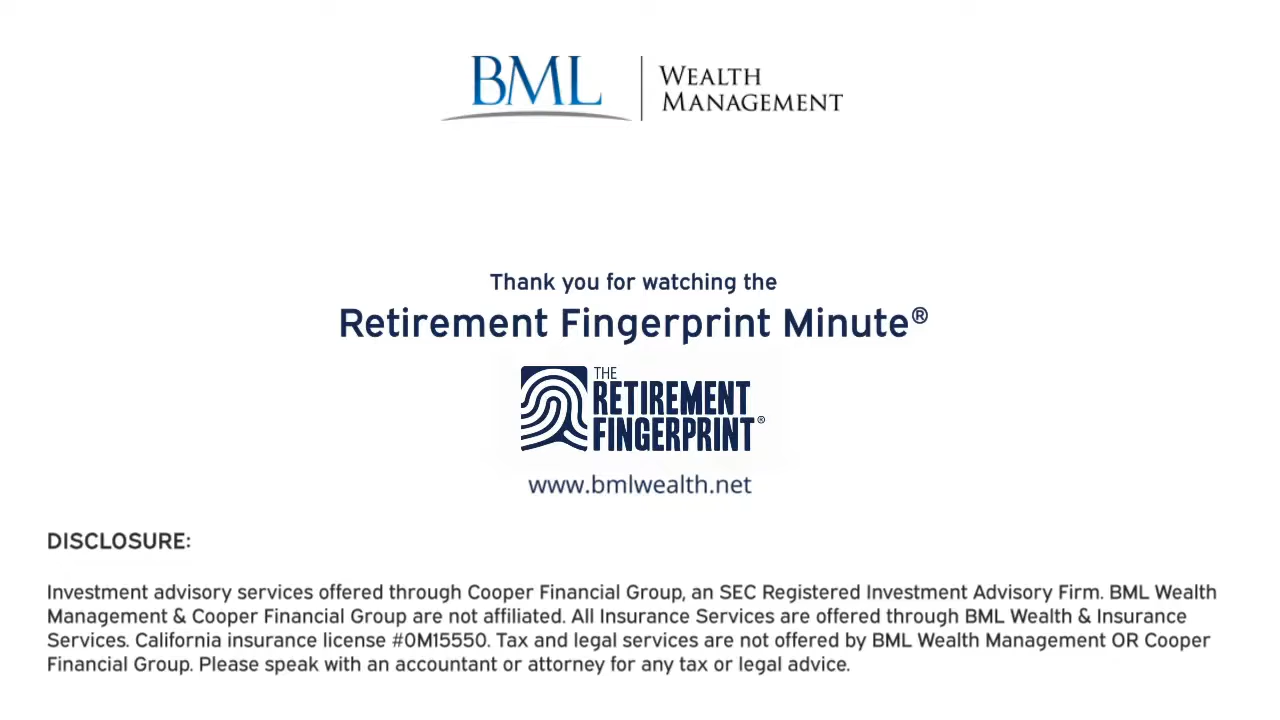 BML
WEALTH
MANAGEMENT
Thank you for watching the
Retirement Fingerprint Minute®
THE
RETIREMENT
FINGERPRINT®
www.bmlwealth.net
DISCLOSURE:
Investment advisory services offered through Cooper Financial Group, an SEC Registered Investment Advisory Firm. BML Wealth
Management & Cooper Financial Group are not affiliated. All Insurance Services are offered through BML Wealth & Insurance
Services. California insurance license #0M15550. Tax and legal services are not offered by BML Wealth Management OR Cooper
Financial Group. Please speak with an accountant or attorney for any tax or legal advice.